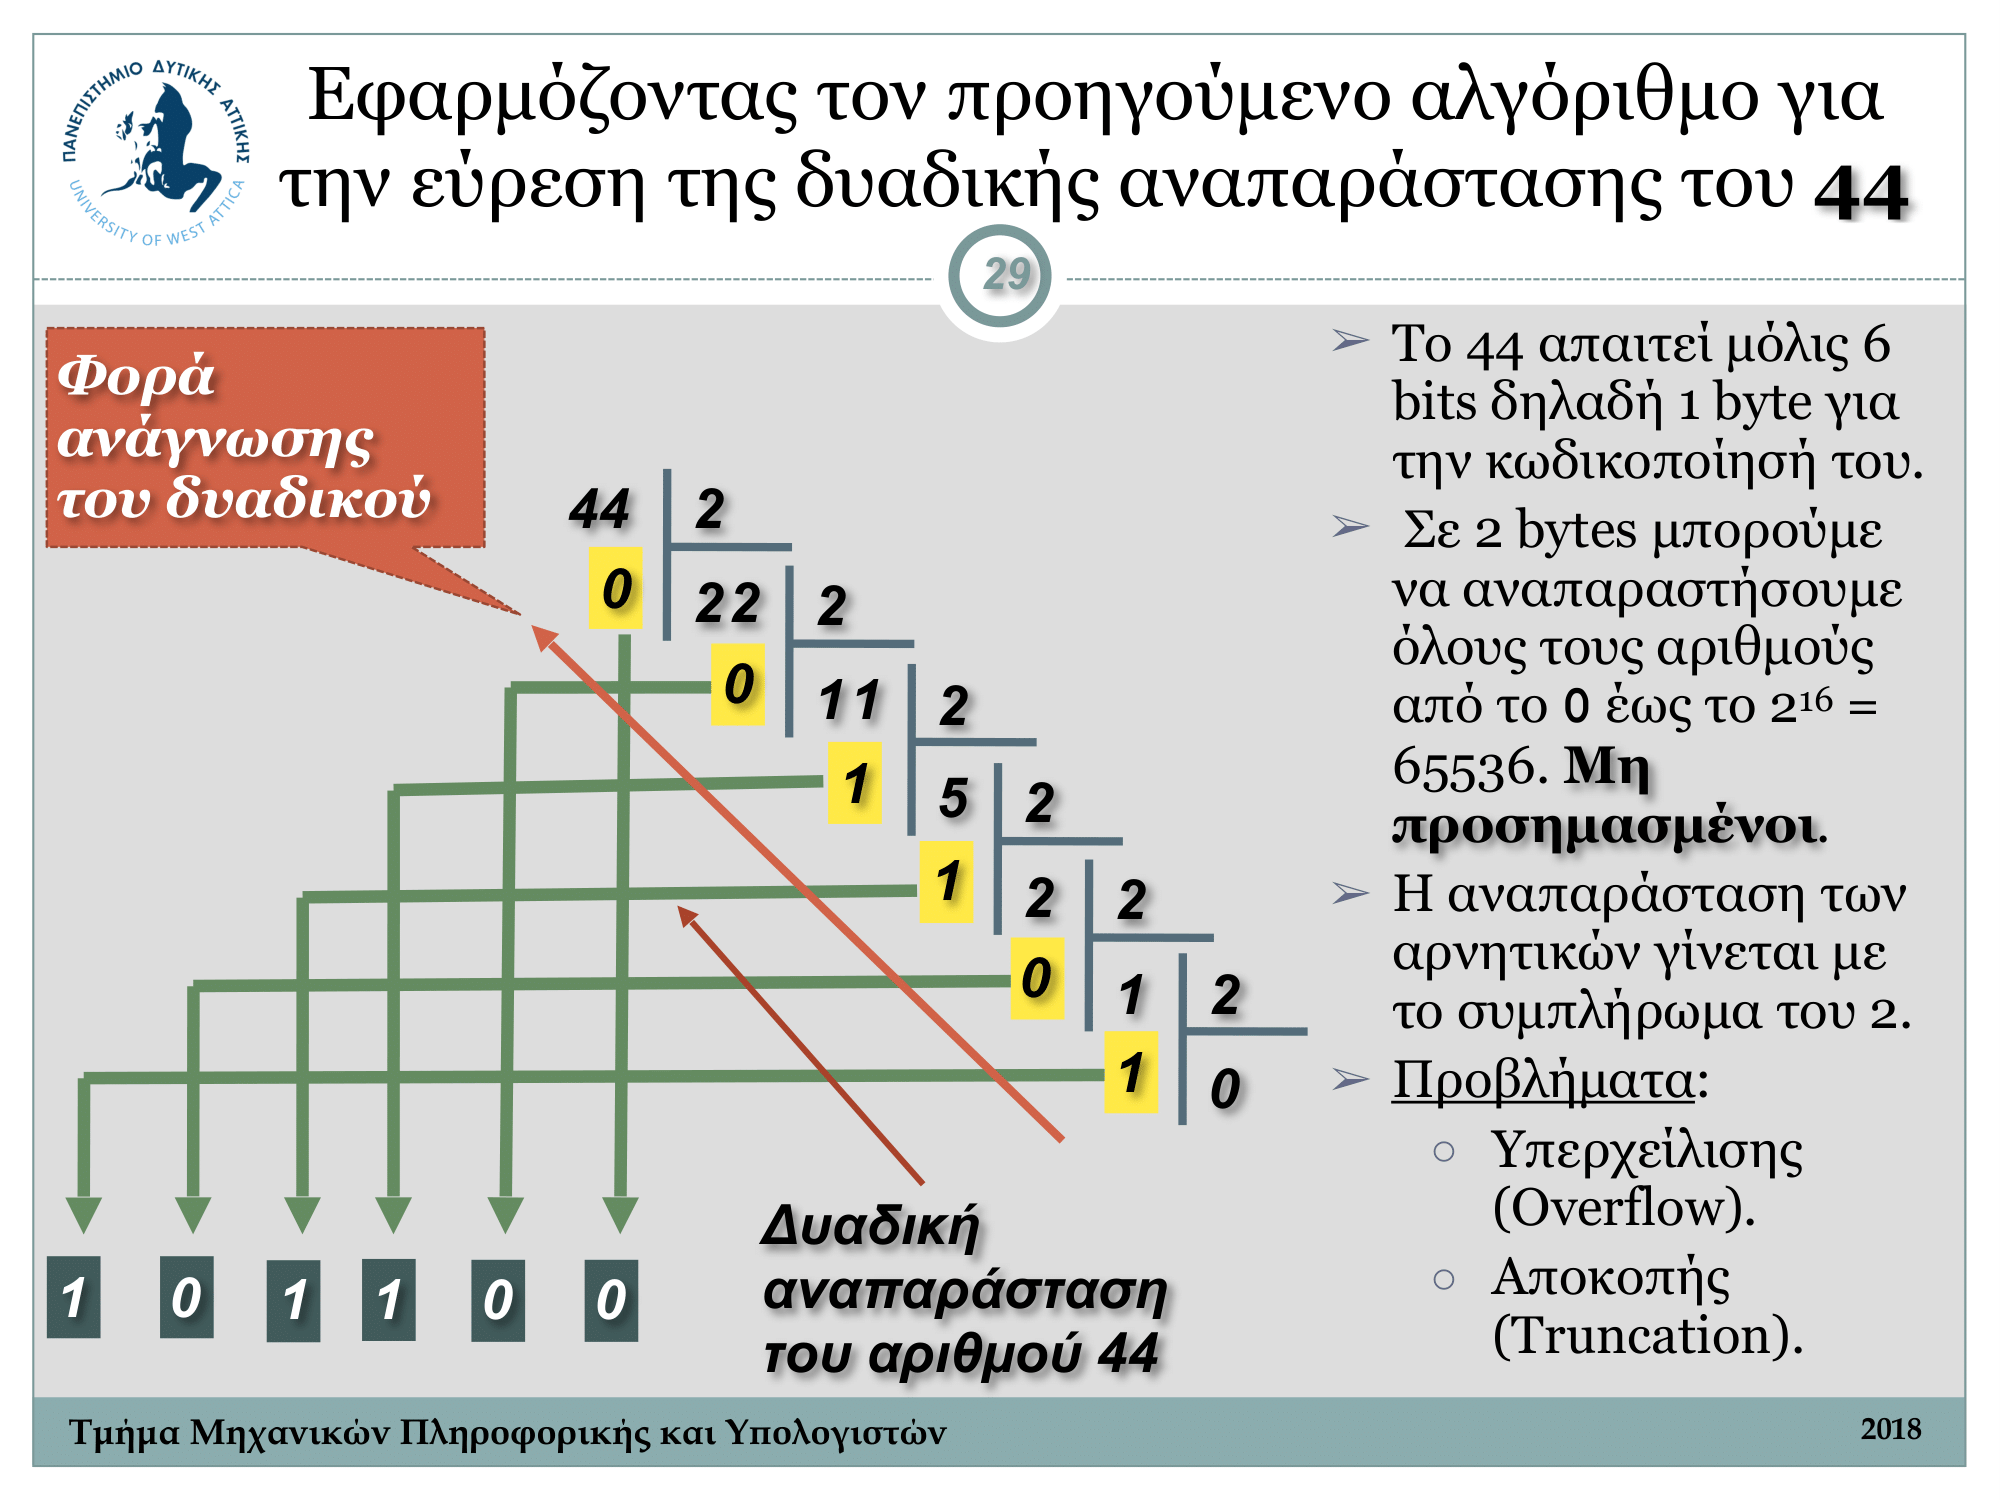 ΠΑΝΕΠΙΣΤΗΜΙΟ ΔΥΤΙΚΗΣ ΑΤΤΙΚΗΣ
UNIVERSITY OF WEST ATTICA
Εφαρμόζοντας τον προηγούμενο αλγόριθμο για
την εύρεση της δυαδικής αναπαράστασης του 44
29
Φορά
ανάγνωσης
του δυαδικού
44 2
0 22 2
0 11 2
1 5 2
1 2 2
0 1 2
1 0
1 0 1 1 0 0
Δυαδική
αναπαράσταση
του αριθμού 44
➢ Το 44 απαιτεί μόλις 6
bits δηλαδή 1 byte για
την κωδικοποίησή του.
➢ Σε 2 bytes μπορούμε
να αναπαραστήσουμε
όλους τους αριθμούς
από το 0 έως το 2¹⁶ =
65536. Μη
προσημασμένοι.
➢ Η αναπαράσταση των
αρνητικών γίνεται με
το συμπλήρωμα του 2.
➢ Προβλήματα:
○ Υπερχείλισης
(Overflow).
○ Αποκοπής
(Truncation).
Τμήμα Μηχανικών Πληροφορικής και Υπολογιστών
2018